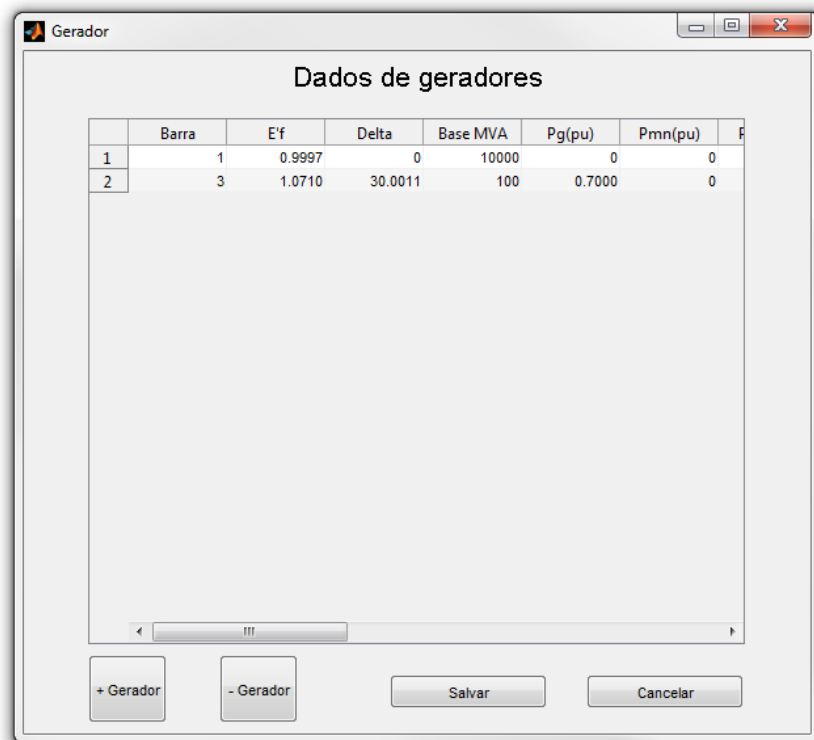 Gerador
Dados de geradores
Barra E'f Delta Base MVA Pg(pu) Pmn(pu)
1 1 0.9997 0 10000 0 0
2 3 1.0710 30.0011 100 0.7000 0
+ Gerador - Gerador Salvar Cancelar